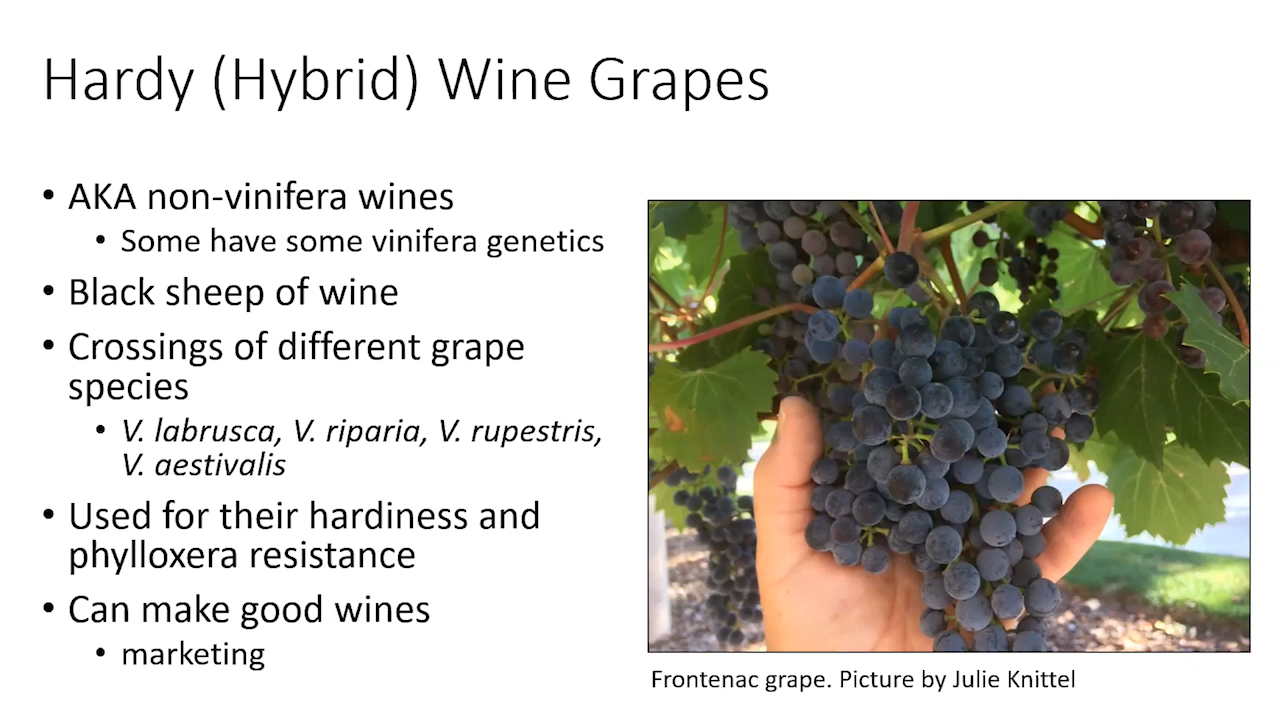 Hardy (Hybrid) Wine Grapes
• AKA non-vinifera wines
• Some have some vinifera genetics
• Black sheep of wine
• Crossings of different grape
species
• V. labrusca, V. riparia, V. rupestris,
V. aestivalis
• Used for their hardiness and
phylloxera resistance
• Can make good wines
• marketing
Frontenac grape. Picture by Julie Knittel